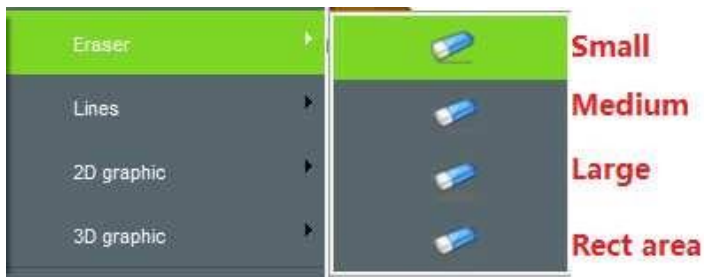 Eraser
Small
Lines
Medium
2D graphic
Large
3D graphic
Rect area